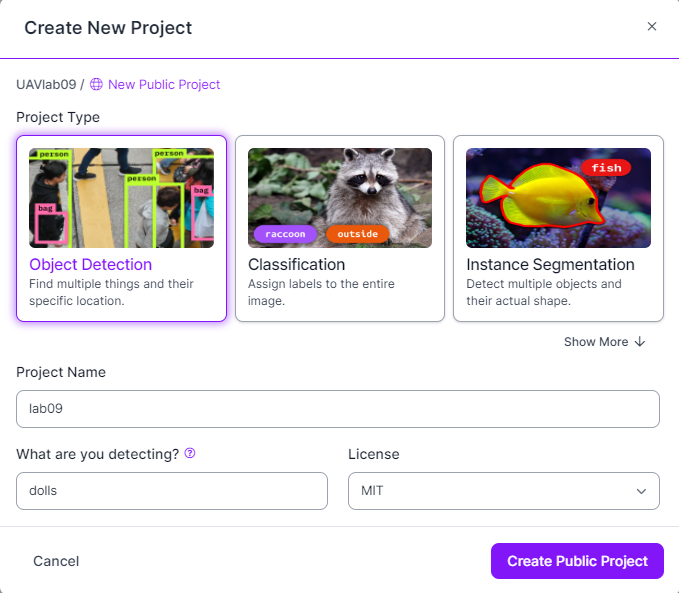 Create New Project
UAVlab09 / New Public Project
Project Type
person
person
person
bag
bag
raccoon
outside
fish
Object Detection
Find multiple things and their
specific location.
Classification
Assign labels to the entire
image.
Instance Segmentation
Detect multiple objects and
their actual shape.
Show More
Project Name
lab09
What are you detecting?
License
dolls
MIT
Cancel
Create Public Project